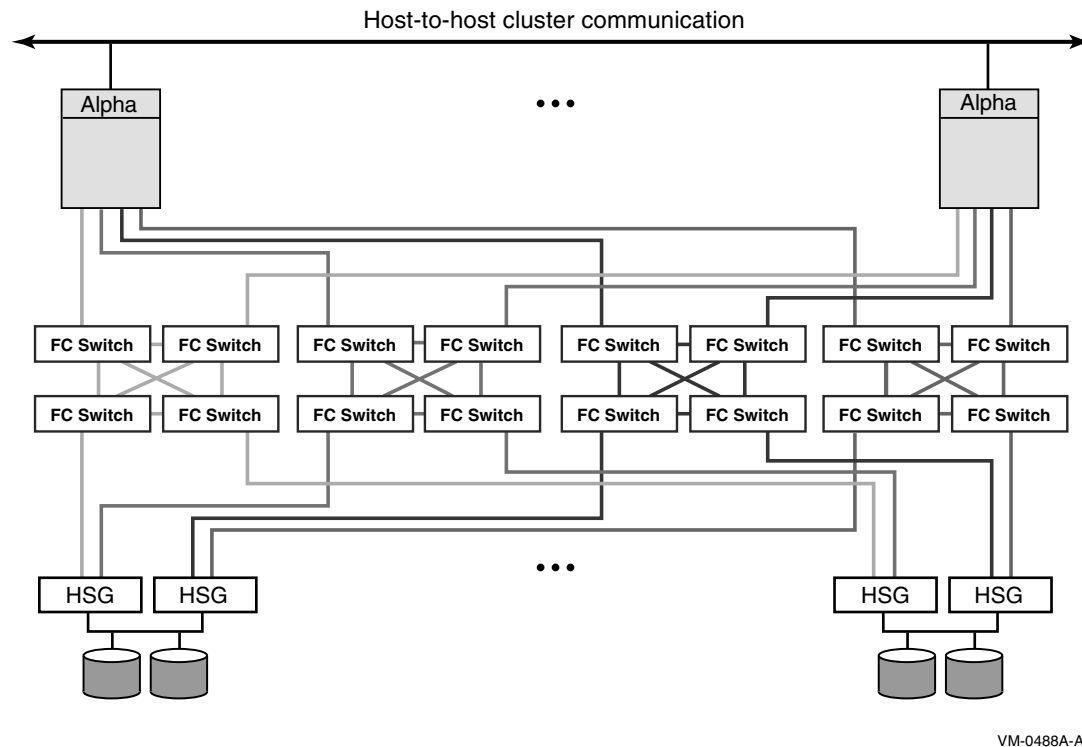 Host-to-host cluster communication
Alpha
Alpha
FC Switch FC Switch FC Switch FC Switch FC Switch FC Switch FC Switch FC Switch
FC Switch FC Switch FC Switch FC Switch FC Switch FC Switch FC Switch FC Switch
HSG HSG HSG HSG
VM-0488A-A